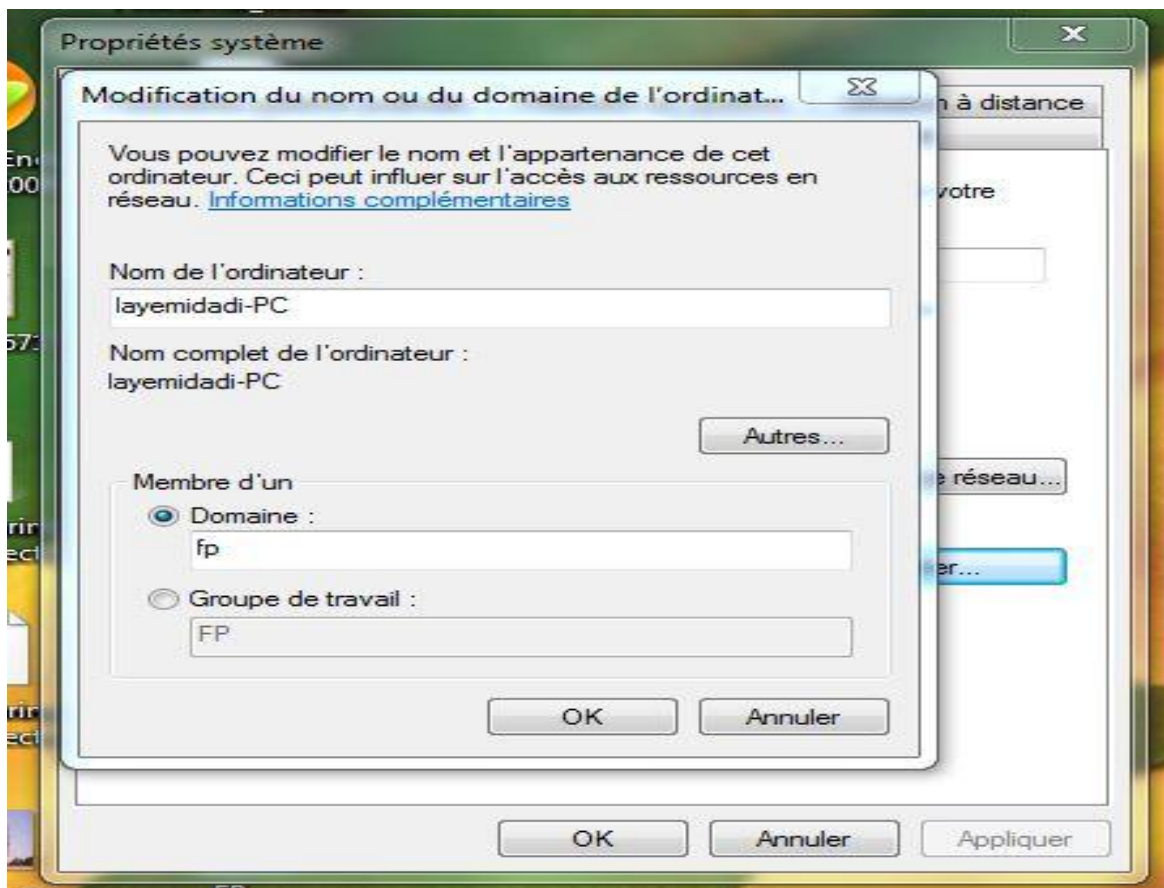 Propriétés système
Modification du nom ou du domaine de l'ordinat...
n à distance
Vous pouvez modifier le nom et l'appartenance de cet
ordinateur. Ceci peut influer sur l'accès aux ressources en
réseau. Informations complémentaires
votre
Nom de l'ordinateur :
layemidadi-PC
Nom complet de l'ordinateur :
layemidadi-PC
Autres...
Membre d'un
e réseau...
Domaine :
fp
er...
Groupe de travail :
FP
OK
Annuler
OK
Annuler
Appliquer